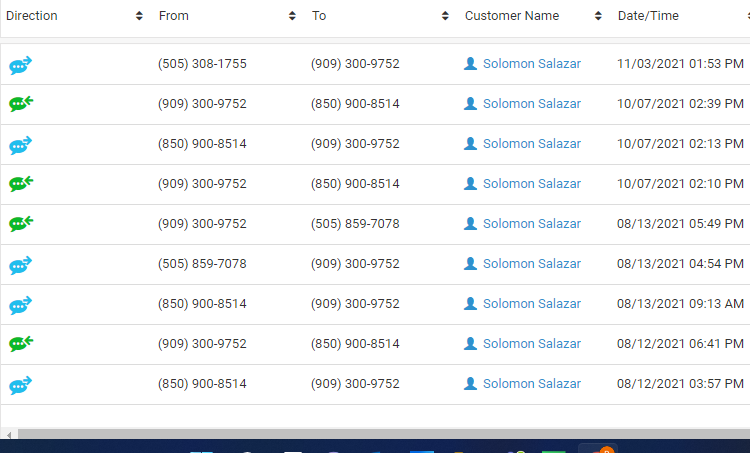 Direction From To Customer Name Date/Time
(505) 308-1755 (909) 300-9752 Solomon Salazar 11/03/2021 01:53 PM
(909) 300-9752 (850) 900-8514 Solomon Salazar 10/07/2021 02:39 PM
(850) 900-8514 (909) 300-9752 Solomon Salazar 10/07/2021 02:13 PM
(909) 300-9752 (850) 900-8514 Solomon Salazar 10/07/2021 02:10 PM
(909) 300-9752 (505) 859-7078 Solomon Salazar 08/13/2021 05:49 PM
(505) 859-7078 (909) 300-9752 Solomon Salazar 08/13/2021 04:54 PM
(850) 900-8514 (909) 300-9752 Solomon Salazar 08/13/2021 09:13 AM
(909) 300-9752 (850) 900-8514 Solomon Salazar 08/12/2021 06:41 PM
(850) 900-8514 (909) 300-9752 Solomon Salazar 08/12/2021 03:57 PM